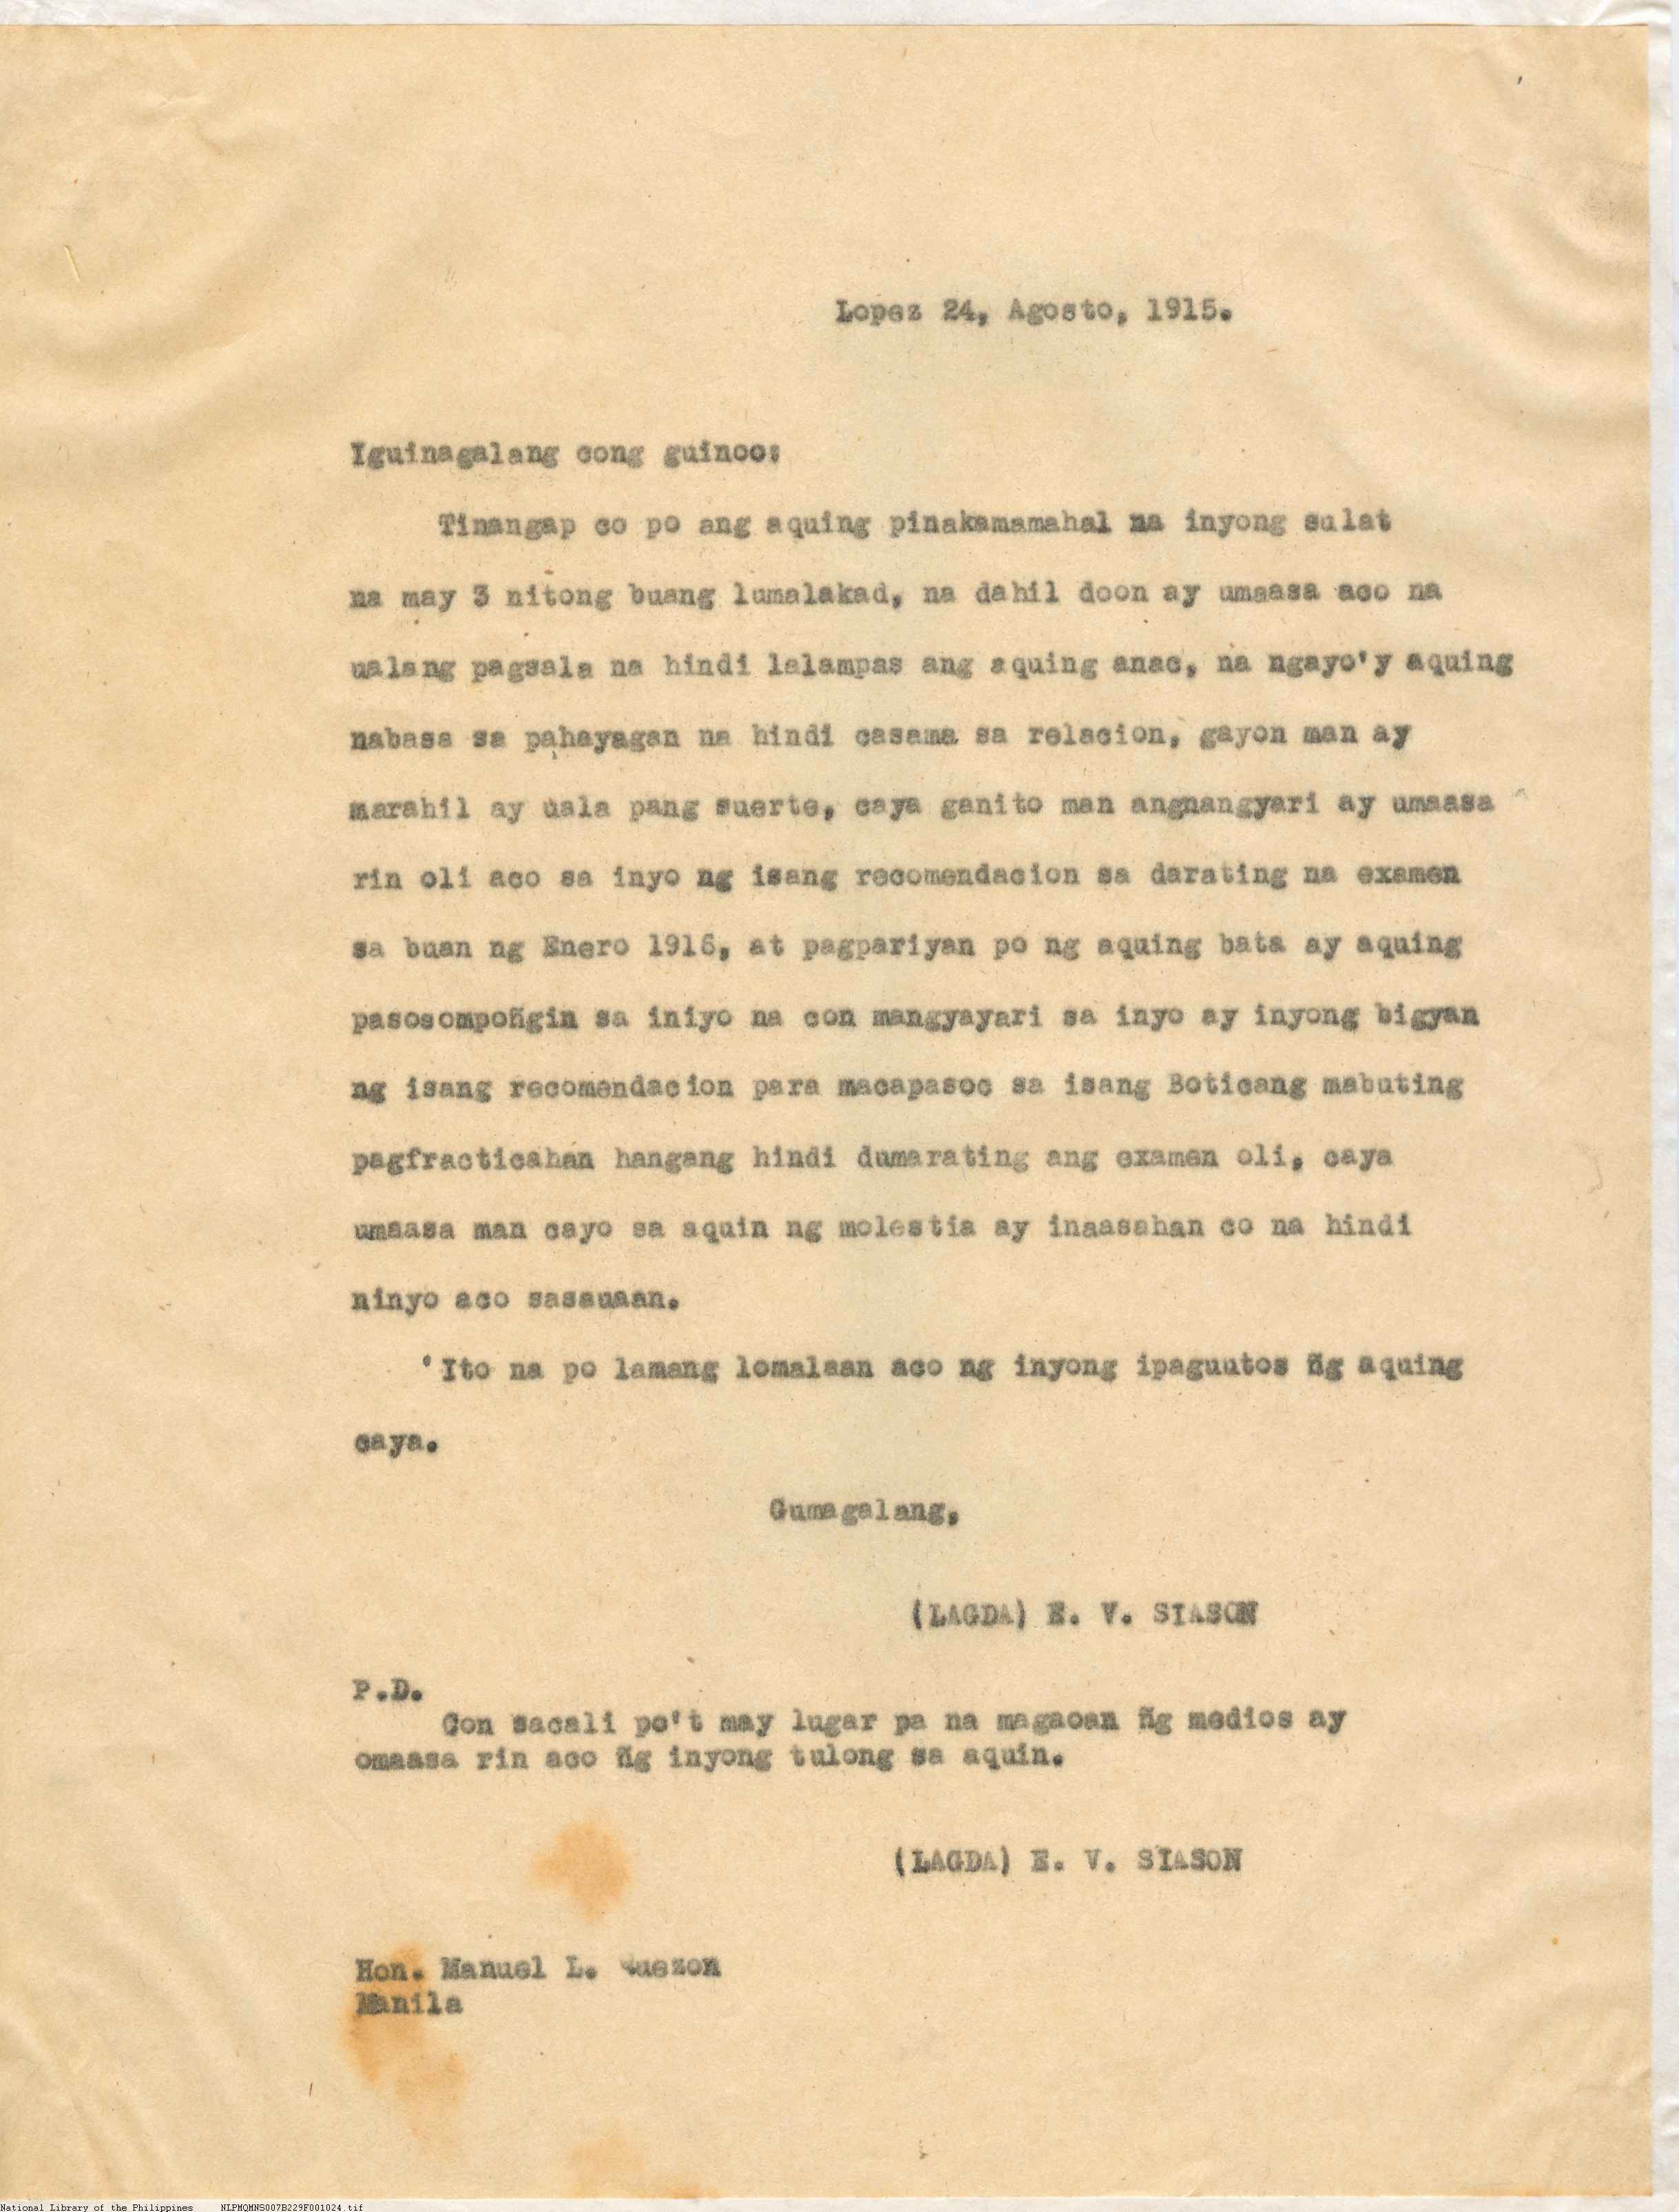 Lopez 24, Agosto, 1915.
Iguinagalang cong guinoo:
Tinangap co po ang aquing pinakamamahal na inyong sulat
na may 3 nitong buang lumalakad, na dahil doon ay umaasa aco na
ualang pagsala na hindi lalampas ang aquing anac, na ngayo'y aquing
nabasa sa pahayagan na hindi casama sa relacion, gayon man ay
marahil ay uala pang suerte, caya ganito man angnangyari ay umaasa
rin oli aco sa inyo ng isang recomendacion sa darating na examen
sa buan ng Enero 1916, at pagpariyan po ng aquing bata ay aquing
pasosompoñgin sa iniyo na con mangyayari sa inyo ay inyong bigyan
ng isang recomendacion para macapasoc sa isang Boticang mabuting
pagfracticahan hangang hindi dumarating ang examen oli, caya
umaasa man cayo sa aquin ng molestia ay inaasahan co na hindi
ninyo aco sasauaan.
'Ito na po lamang lomalaan aco ng inyong ipaguutos ñg aquing
caya.
Gumagalang,
(LAGDA) E. V. SIASON
P.D.
Con sacali po't may lugar pa na magaoan ñg medios ay
omaasa rin aco ñg inyong tulong sa aquin.
(LAGDA) E. V. SIASON
Hon. Manuel L. Quezon
Manila
National Library of the Philippines NLPMQMNS007B229F001024.tif